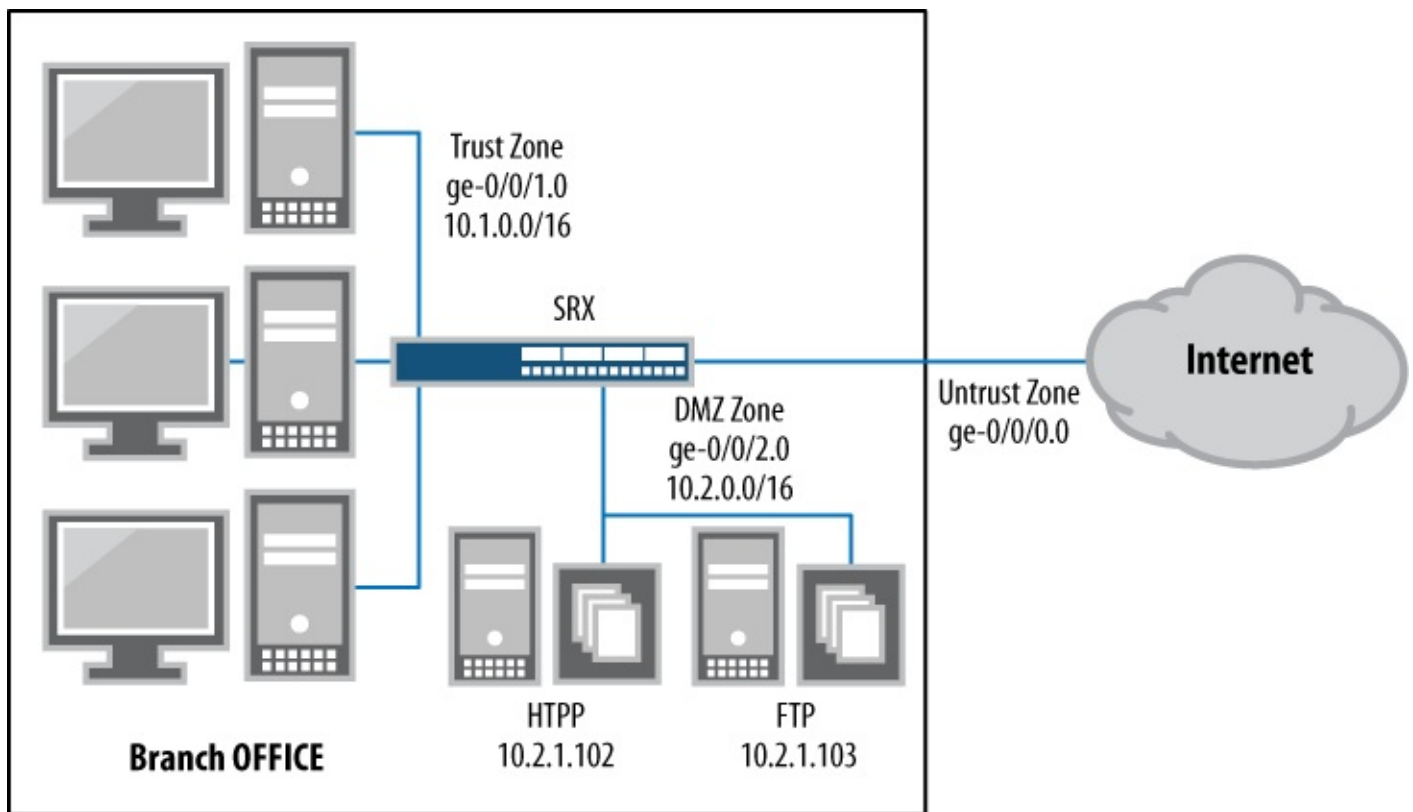 Trust Zone
ge-0/0/1.0
10.1.0.0/16
SRX
Internet
DMZ Zone
ge-0/0/2.0
10.2.0.0/16
Untrust Zone
ge-0/0/0.0
HTPP
10.2.1.102
FTP
10.2.1.103
Branch OFFICE